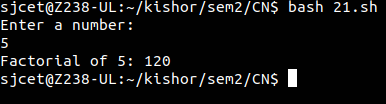 sjcet@Z238-UL:~/kishor/sem2/CN$ bash 21.sh
Enter a number:
5
Factorial of 5: 120
sjcet@Z238-UL:~/kishor/sem2/CN$